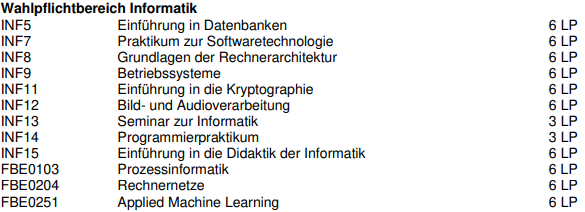 Wahlpflichtbereich Informatik
INF5 Einführung in Datenbanken 6 LP
INF7 Praktikum zur Softwaretechnologie 6 LP
INF8 Grundlagen der Rechnerarchitektur 6 LP
INF9 Betriebssysteme 6 LP
INF11 Einführung in die Kryptographie 6 LP
INF12 Bild- und Audioverarbeitung 6 LP
INF13 Seminar zur Informatik 3 LP
INF14 Programmierpraktikum 3 LP
INF15 Einführung in die Didaktik der Informatik 6 LP
FBE0103 Prozessinformatik 6 LP
FBE0204 Rechnernetze 6 LP
FBE0251 Applied Machine Learning 6 LP